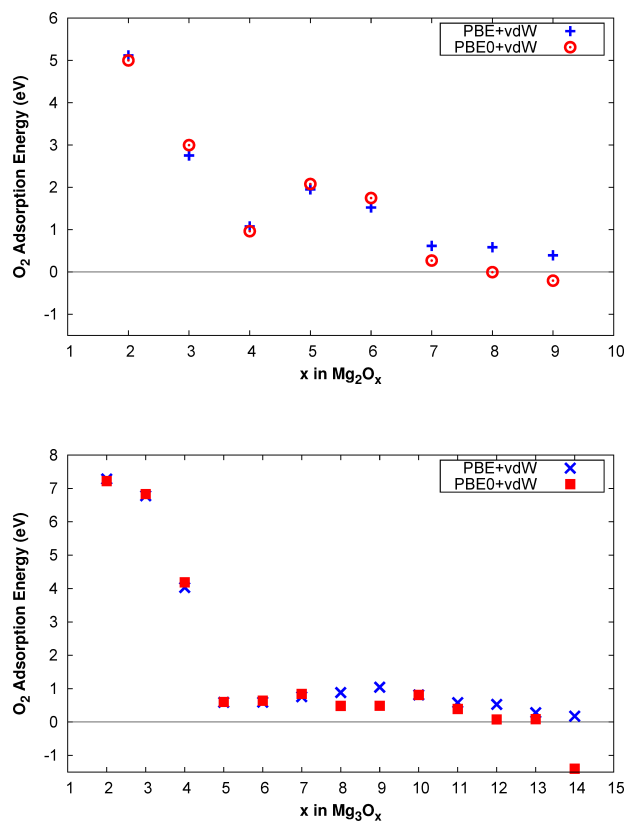 6
5
4
3
2
1
0
-1
O2 Adsorption Energy (eV)
PBE+vdW
PBE0+vdW
1 2 3 4 5 6 7 8 9 10
x in Mg2Ox
8
7
6
5
4
3
2
1
0
-1
O2 Adsorption Energy (eV)
PBE+vdW
PBE0+vdW
1 2 3 4 5 6 7 8 9 10 11 12 13 14 15
x in Mg3Ox